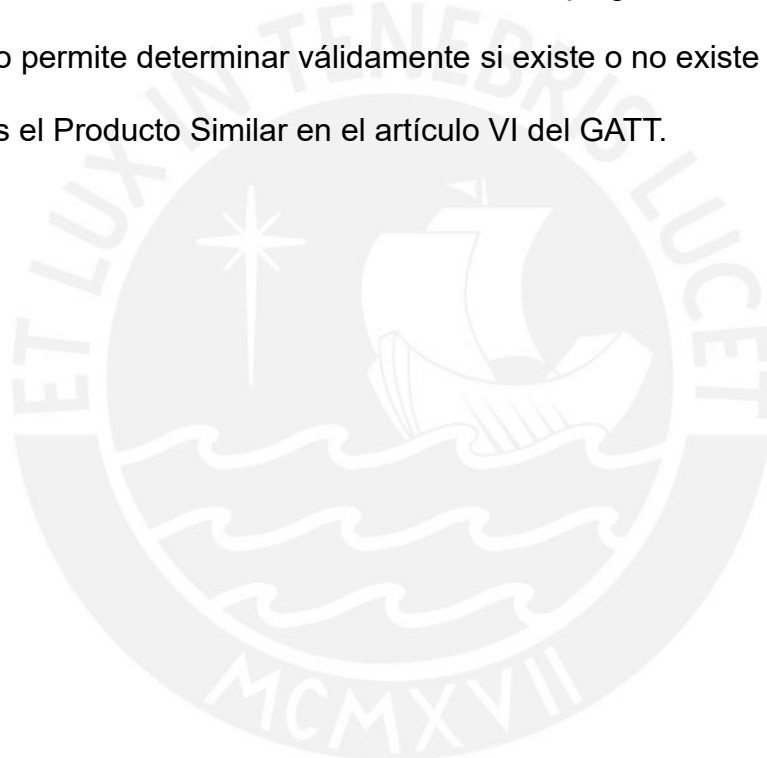 o permite determinar válidamente si existe o no existe
s el Producto Similar en el artículo VI del GATT.
ET LUX IN TENEBRIS LUCET
MCMXVII